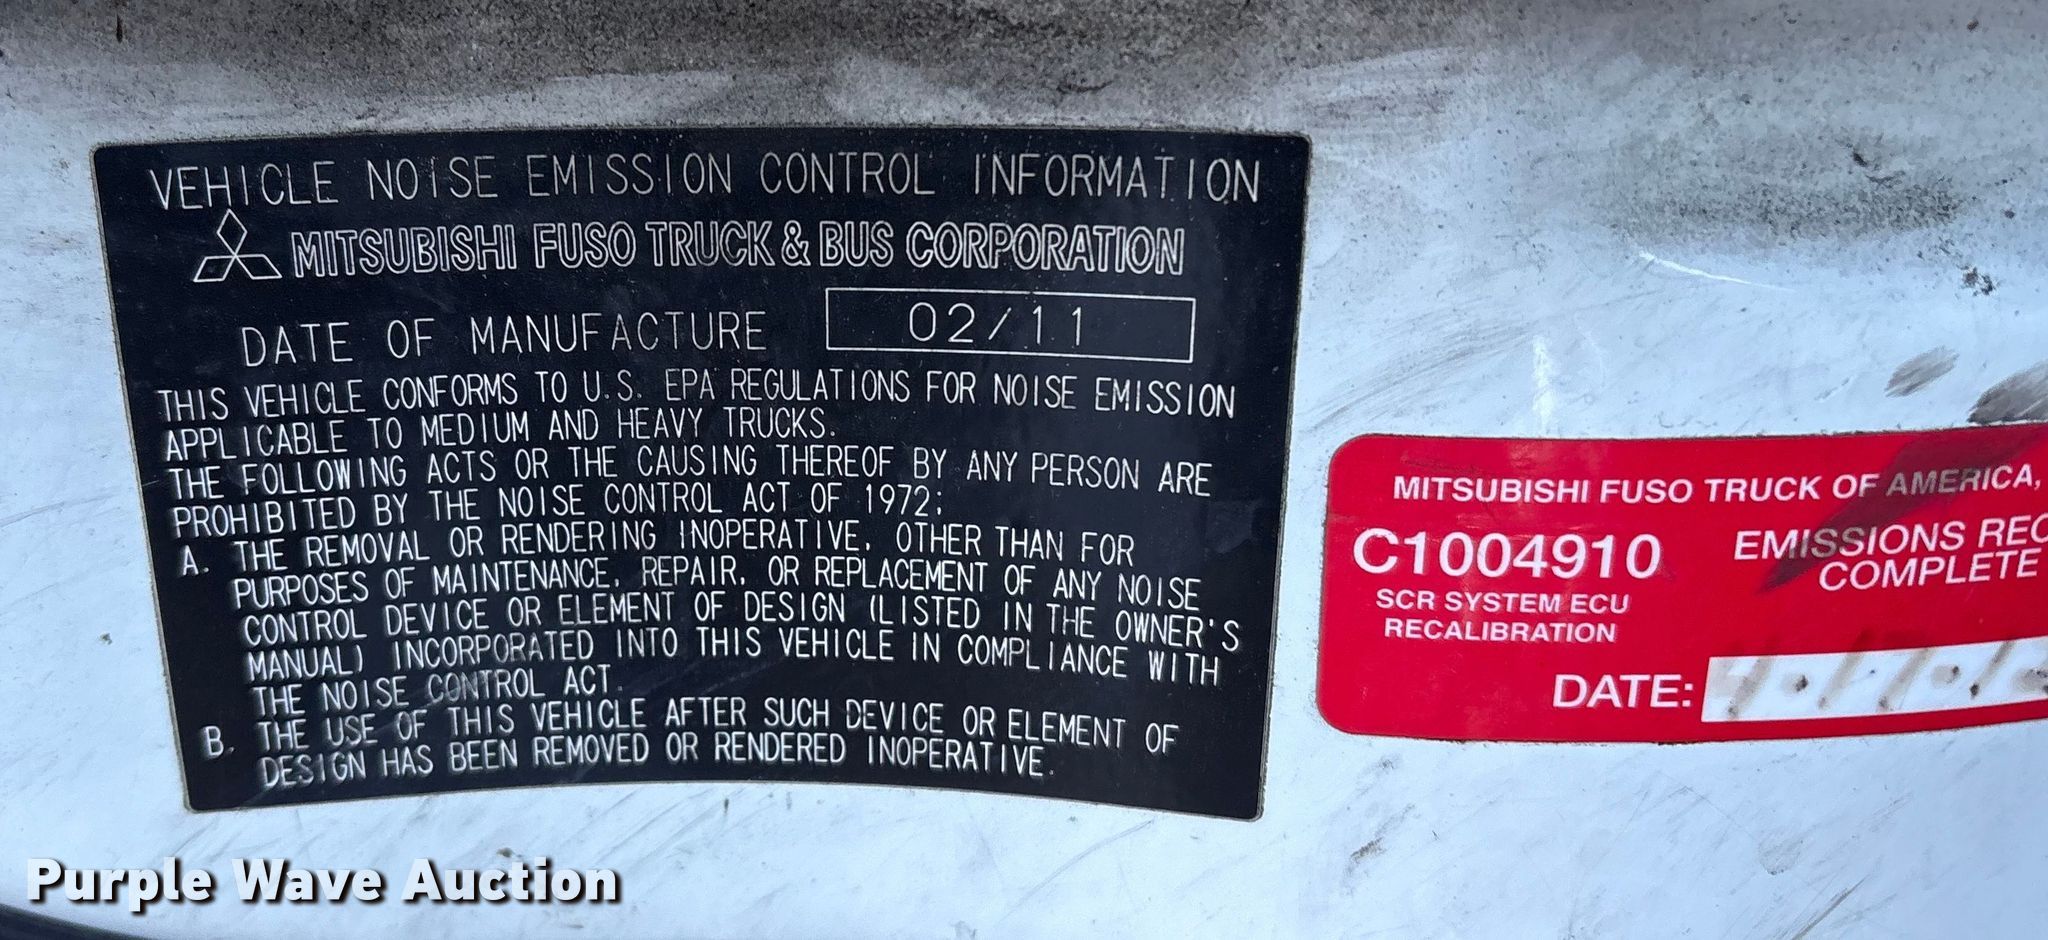 VEHICLE NOISE EMISSION CONTROL INFORMATION
MITSUBISHI FUSO TRUCK & BUS CORPORATION
DATE OF MANUFACTURE 02/11
THIS VEHICLE CONFORMS TO U.S. EPA REGULATIONS FOR NOISE EMISSION
APPLICABLE TO MEDIUM AND HEAVY TRUCKS.
THE FOLLOWING ACTS OR THE CAUSING THEREOF BY ANY PERSON ARE
PROHIBITED BY THE NOISE CONTROL ACT OF 1972:
A. THE REMOVAL OR RENDERING INOPERATIVE, OTHER THAN FOR
PURPOSES OF MAINTENANCE, REPAIR, OR REPLACEMENT OF ANY NOISE
CONTROL DEVICE OR ELEMENT OF DESIGN (LISTED IN THE OWNER'S
MANUAL) INCORPORATED INTO THIS VEHICLE IN COMPLIANCE WITH
THE NOISE CONTROL ACT.
B. THE USE OF THIS VEHICLE AFTER SUCH DEVICE OR ELEMENT OF
DESIGN HAS BEEN REMOVED OR RENDERED INOPERATIVE.
MITSUBISHI FUSO TRUCK OF AMERICA,
C1004910
SCR SYSTEM ECU
RECALIBRATION
EMISSIONS REC
COMPLETE
DATE:
Purple Wave Auction